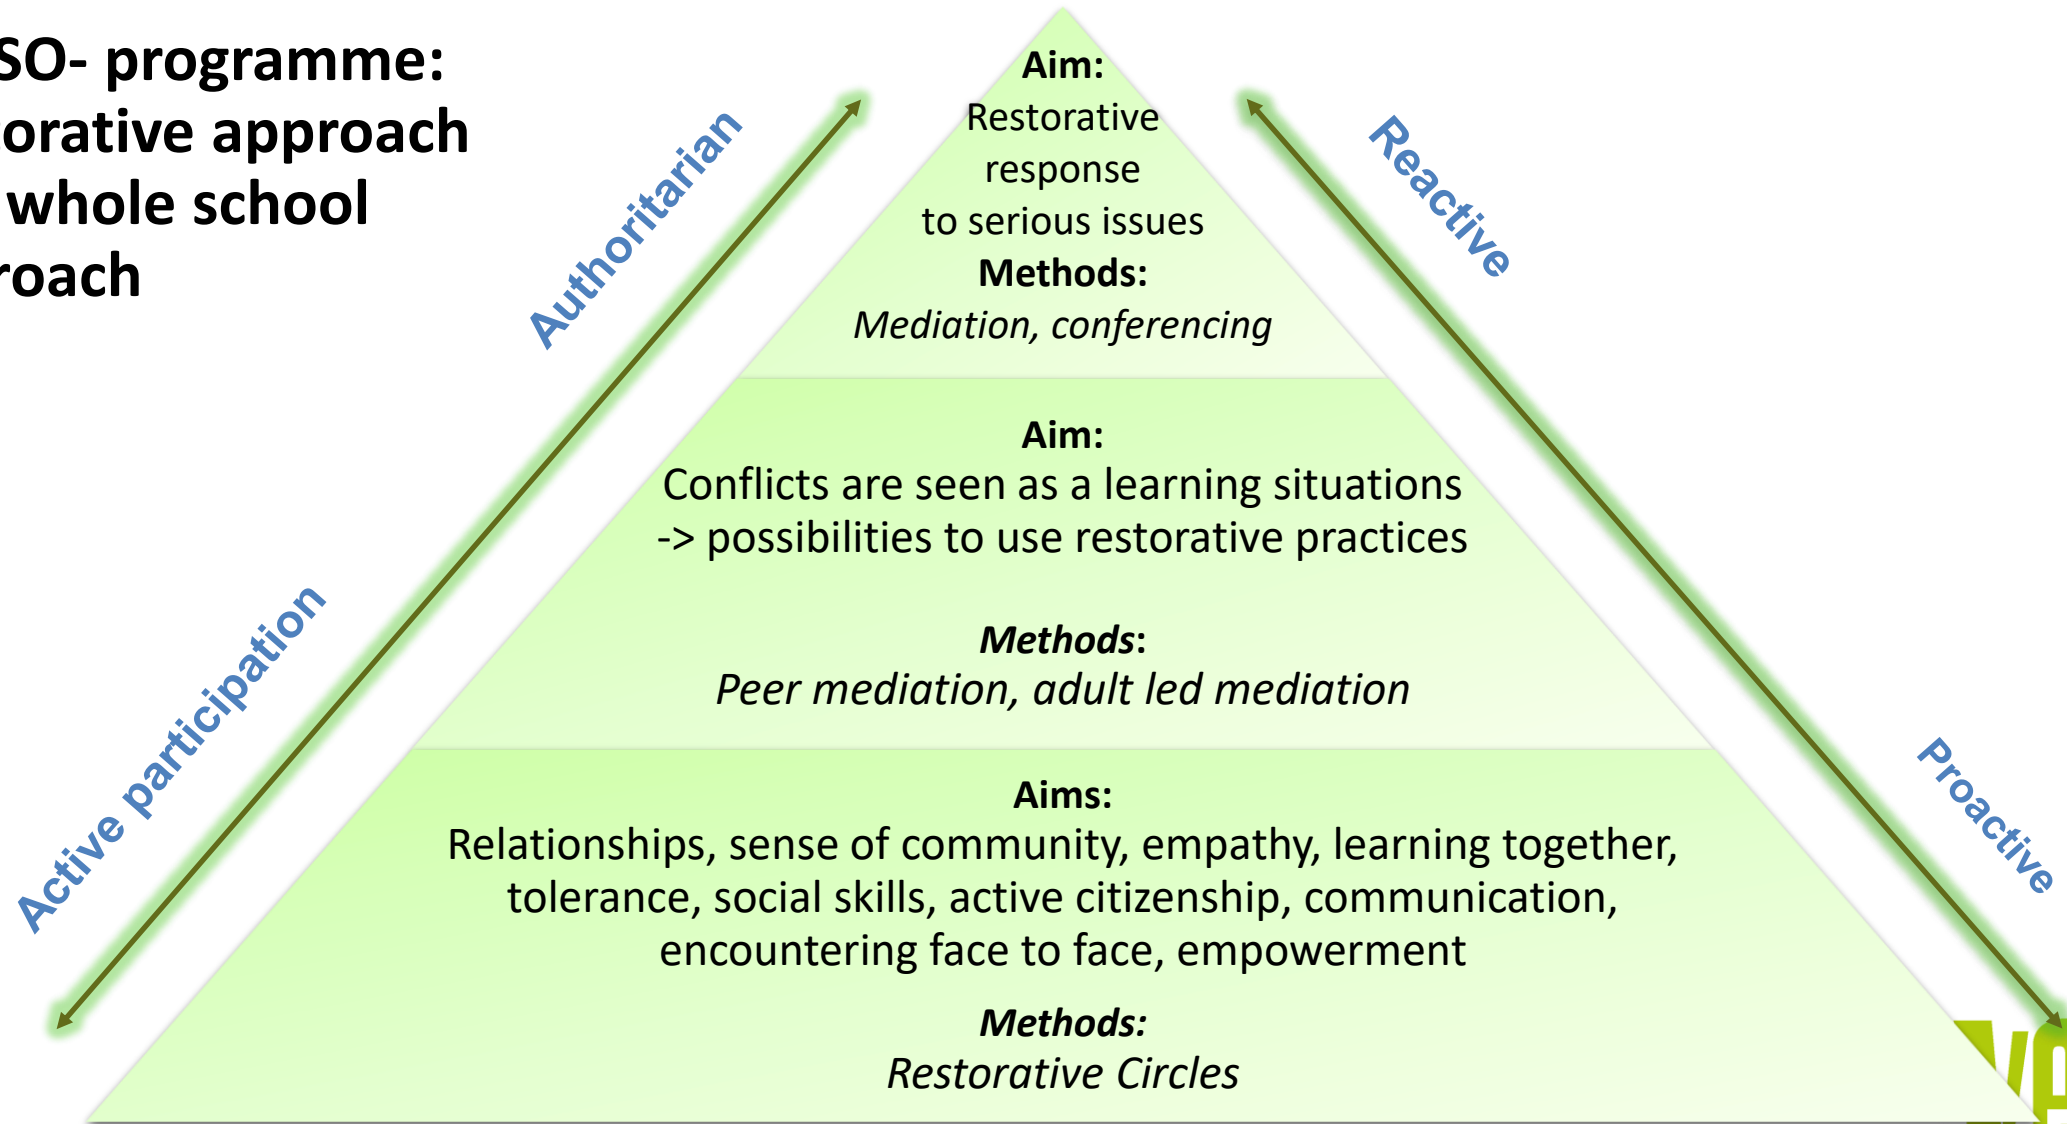 SO- programme:
torative approach
whole school
roach
Authoritarian
Reactive
Active participation
Proactive
Aim:
Restorative
response
to serious issues
Methods:
Mediation, conferencing
Aim:
Conflicts are seen as a learning situations
-> possibilities to use restorative practices
Methods:
Peer mediation, adult led mediation
Aims:
Relationships, sense of community, empathy, learning together,
tolerance, social skills, active citizenship, communication,
encountering face to face, empowerment
Methods:
Restorative Circles